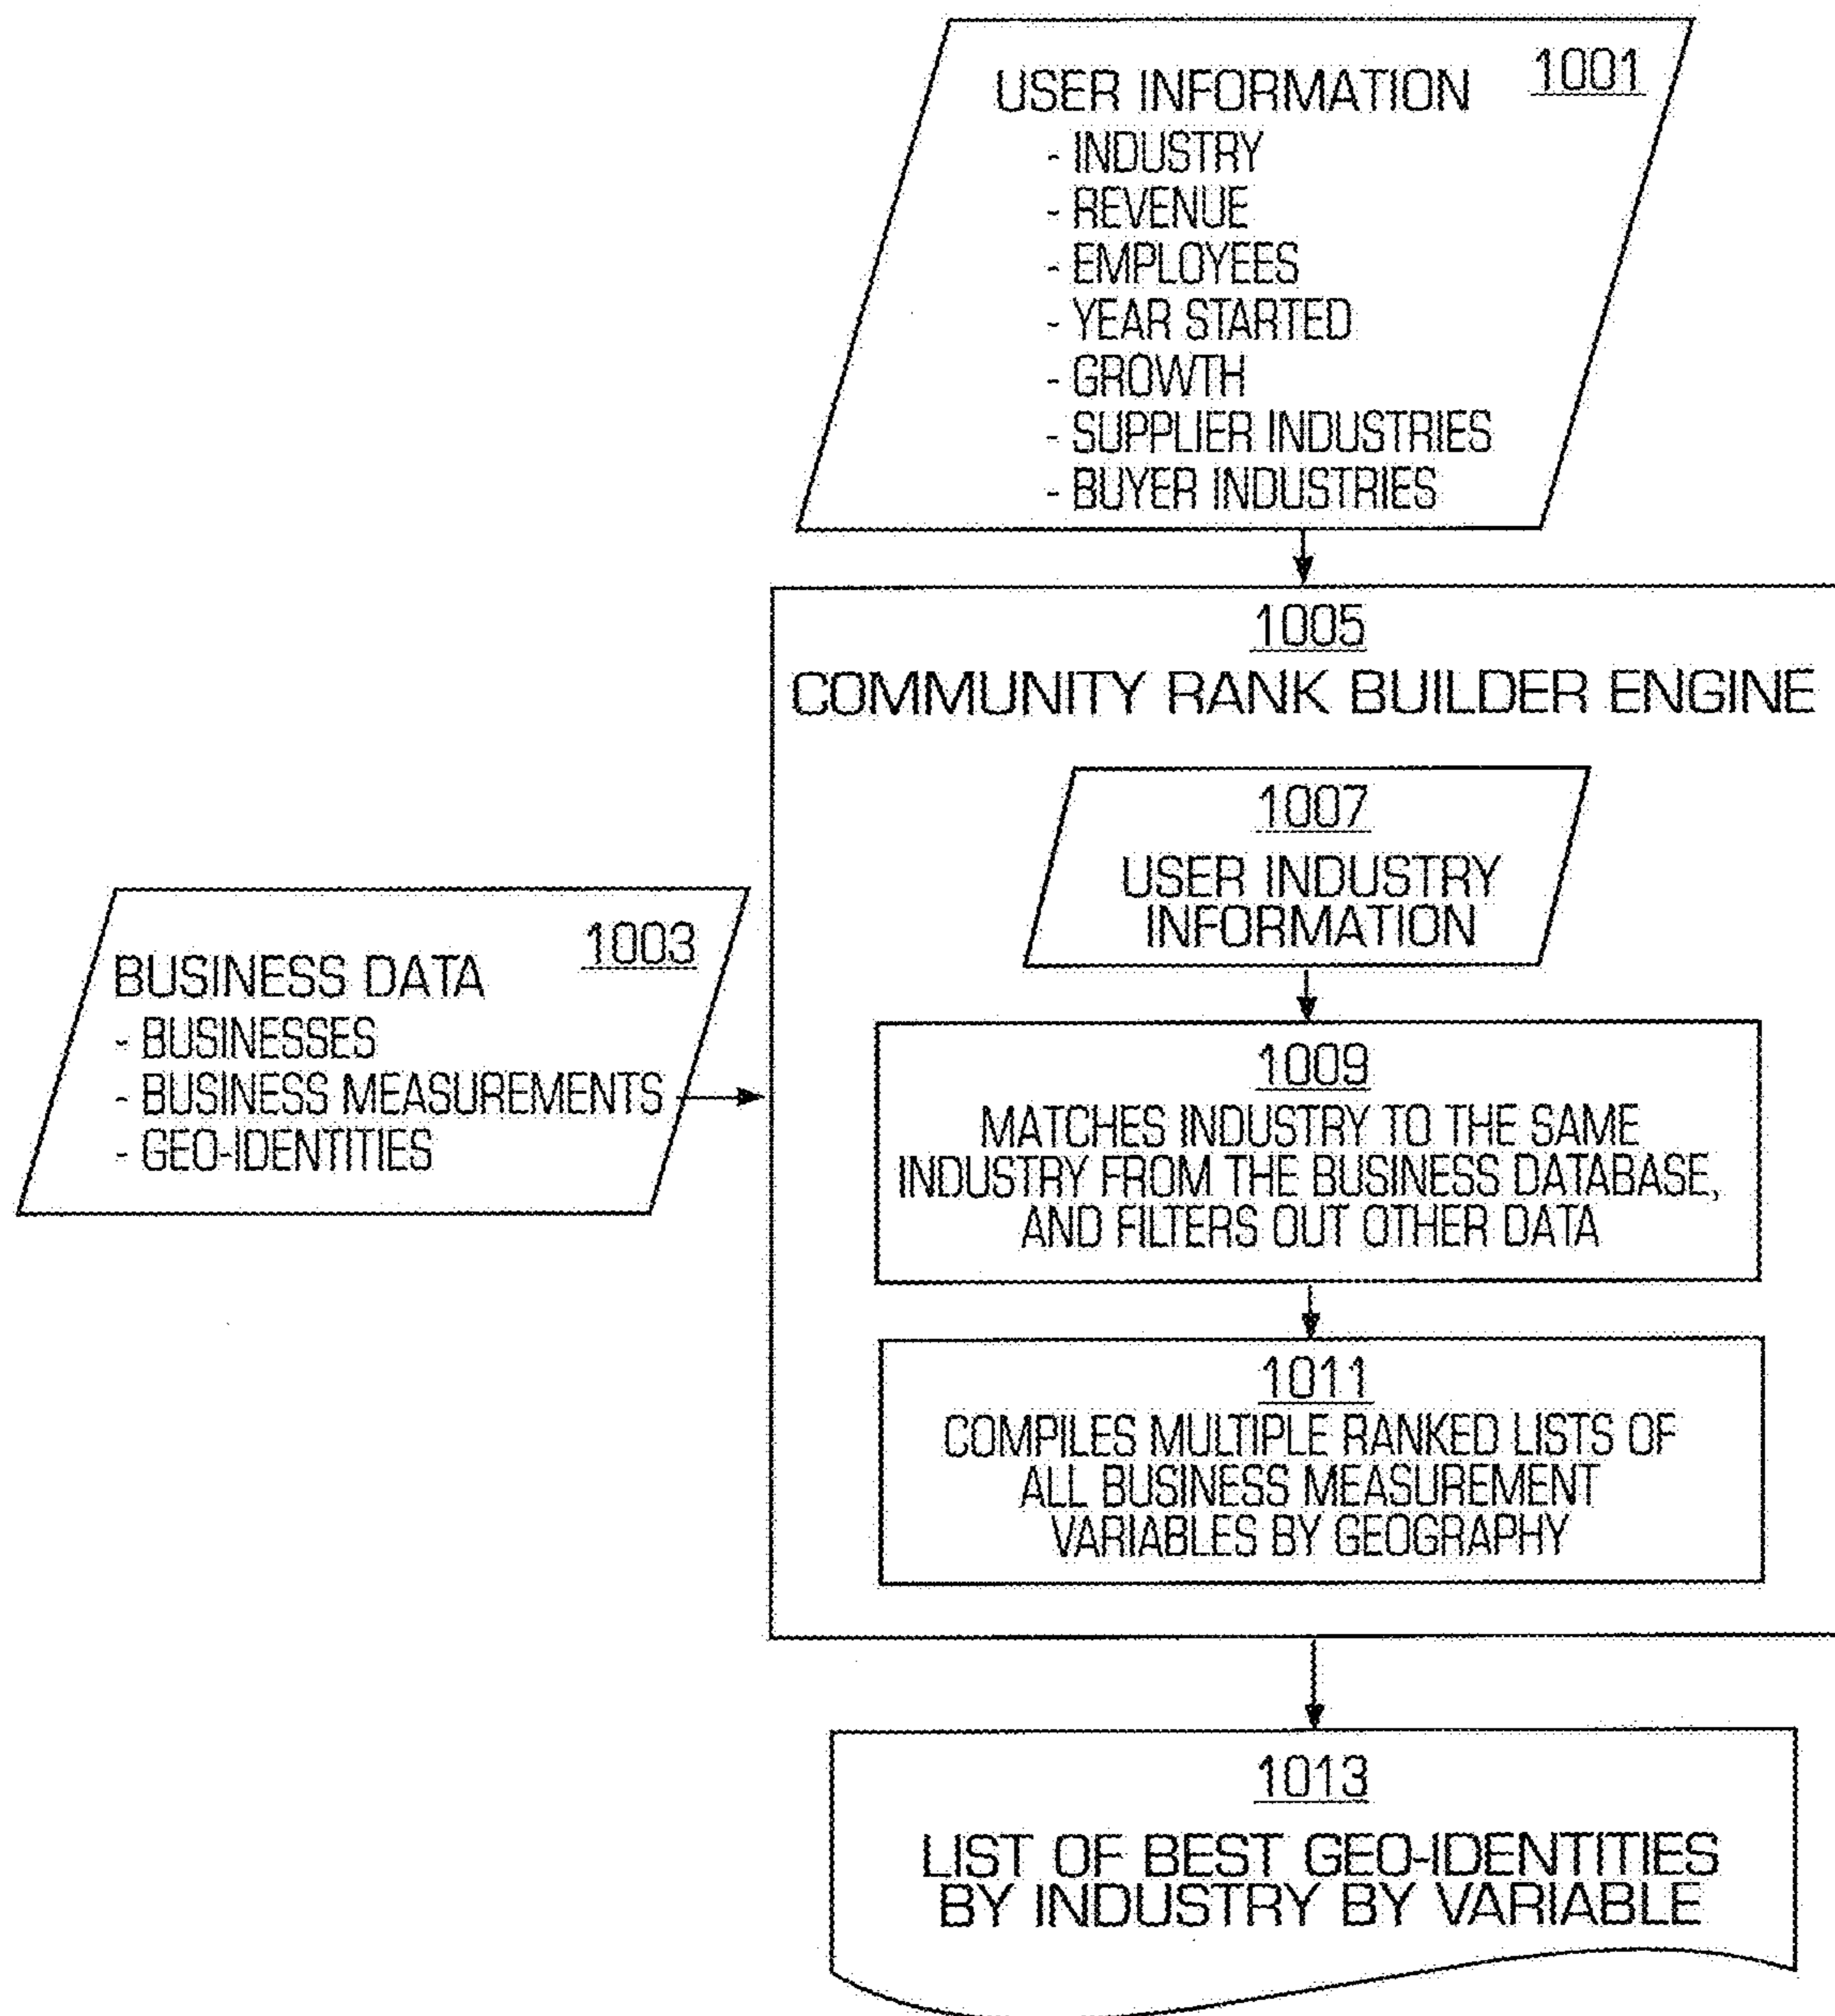 1001
USER INFORMATION
- INDUSTRY
- REVENUE
- EMPLOYEES
- YEAR STARTED
- GROWTH
- SUPPLIER INDUSTRIES
- BUYER INDUSTRIES
1005
COMMUNITY RANK BUILDER ENGINE
1007
USER INDUSTRY
INFORMATION
1003
BUSINESS DATA
- BUSINESSES
- BUSINESS MEASUREMENTS
- GEO-IDENTITIES
1009
MATCHES INDUSTRY TO THE SAME
INDUSTRY FROM THE BUSINESS DATABASE,
AND FILTERS OUT OTHER DATA
1011
COMPILES MULTIPLE RANKED LISTS OF
ALL BUSINESS MEASUREMENT
VARIABLES BY GEOGRAPHY
1013
LIST OF BEST GEO-IDENTITIES
BY INDUSTRY BY VARIABLE